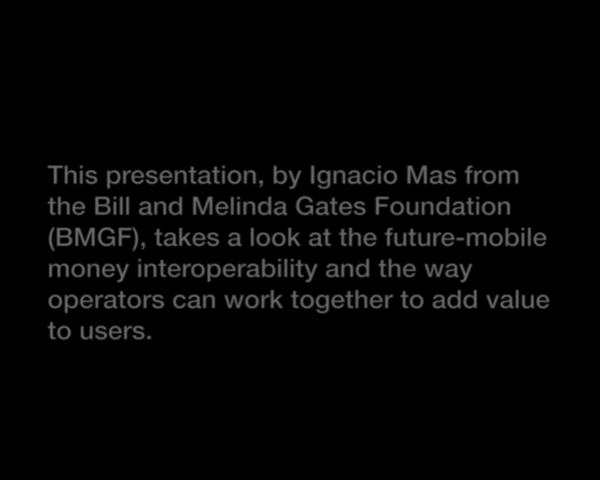 This presentation, by Ignacio Mas from
the Bill and Melinda Gates Foundation
(BMGF), takes a look at the future-mobile
money interoperability and the way
operators can work together to add value
to users.